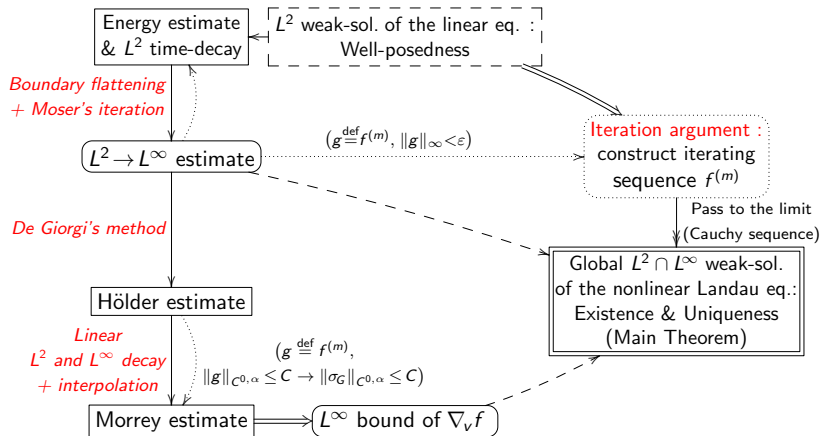 Energy estimate
& L² time-decay
L² weak-sol. of the linear eq. :
Well-posedness
Boundary flattening
+ Moser's iteration
L² → L^∞ estimate
(g ≝ f^(m), ‖g‖_∞ < ε)
Iteration argument :
construct iterating
sequence f^(m)
De Giorgi's method
Pass to the limit
(Cauchy sequence)
Global L² ∩ L^∞ weak-sol.
of the nonlinear Landau eq.:
Existence & Uniqueness
(Main Theorem)
Hölder estimate
Linear
L² and L^∞ decay
+ interpolation
(g ≝ f^(m),
‖g‖_{C^{0,α}} ≤ C → ‖σ_G‖_{C^{0,α}} ≤ C)
Morrey estimate
L^∞ bound of ∇_v f